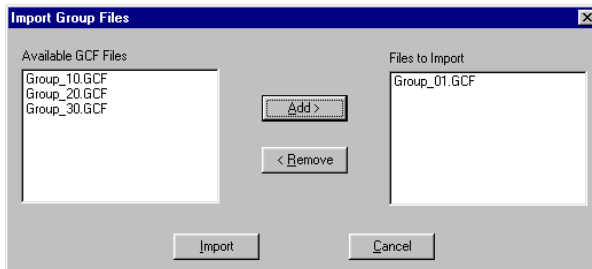 Import Group Files
Available GCF Files
Group_10.GCF
Group_20.GCF
Group_30.GCF
Add >
< Remove
Files to Import
Group_01.GCF
Import
Cancel